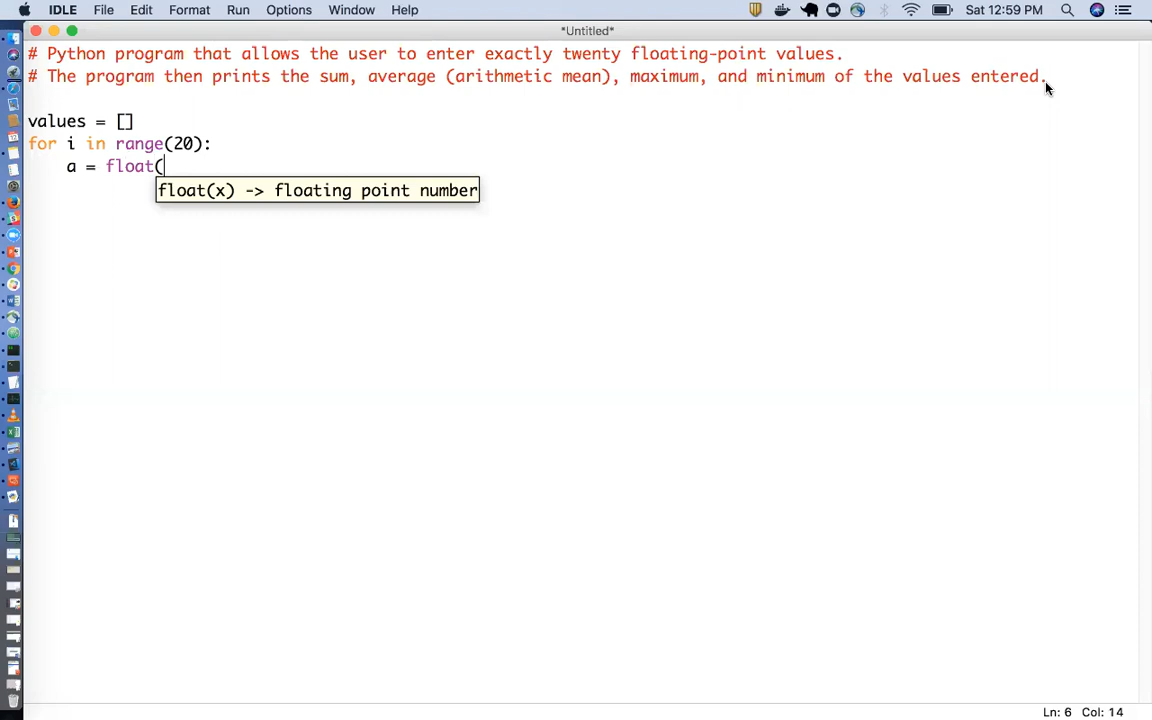 IDLE File Edit Format Run Options Window Help Sat 12:59 PM
*Untitled*
# Python program that allows the user to enter exactly twenty floating-point values.
# The program then prints the sum, average (arithmetic mean), maximum, and minimum of the values entered.
values = []
for i in range(20):
    a = float(
float(x) -> floating point number
Ln: 6 Col: 14